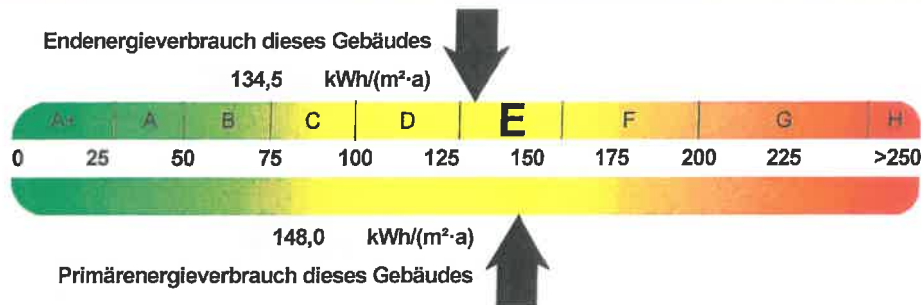 Endenergieverbrauch dieses Gebäudes
134,5 kWh/(m²·a)
A+ A B C D E F G H
0 25 50 75 100 125 150 175 200 225 >250
148,0 kWh/(m²·a)
Primärenergieverbrauch dieses Gebäudes